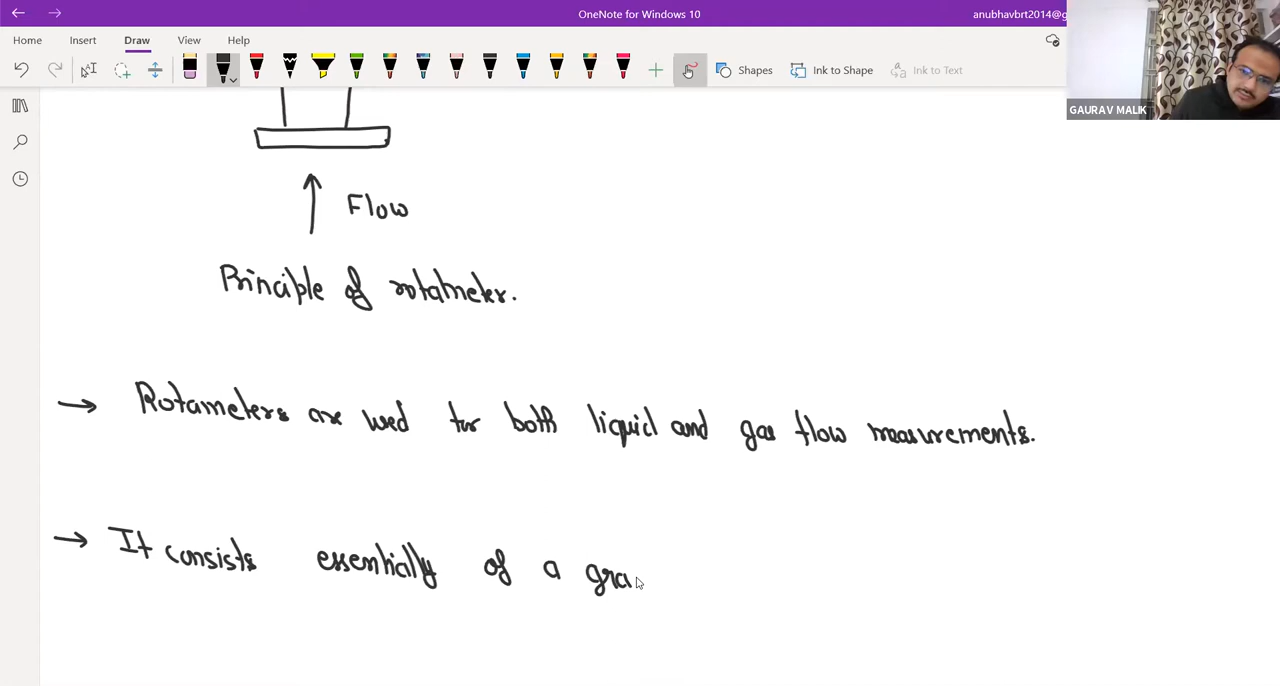 OneNote for Windows 10
anubhavbrt2014@g
Home Insert Draw View Help
Shapes Ink to Shape Ink to Text
GAURAV MALIK
Flow
Principle of rotameter.
→ Rotameters are used for both liquid and gas flow measurements.
→ It consists essentially of a gra